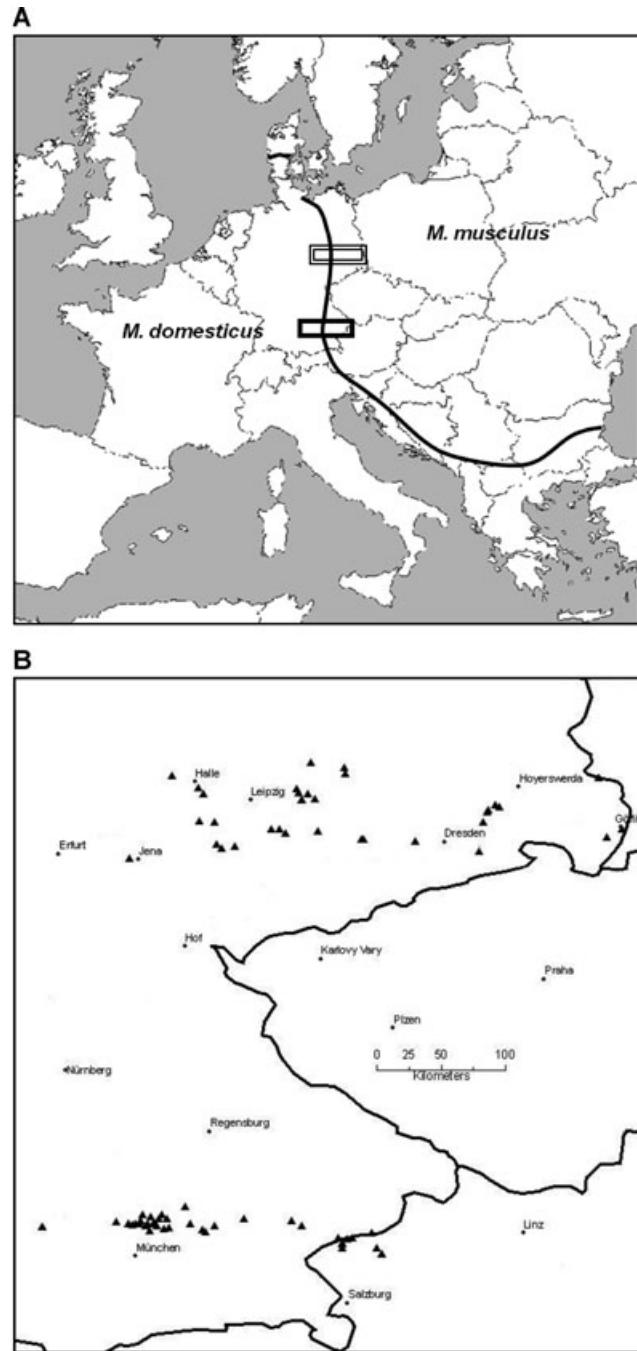 A
M. musculus
M. domesticus
B
Halle
Leipzig
Hoyerswerda
Erfurt
Jena
Dresden
Hof
Karlovy Vary
Praha
Plzen
0 25 50 100
Kilometers
Nürnberg
Regensburg
München
Linz
Salzburg